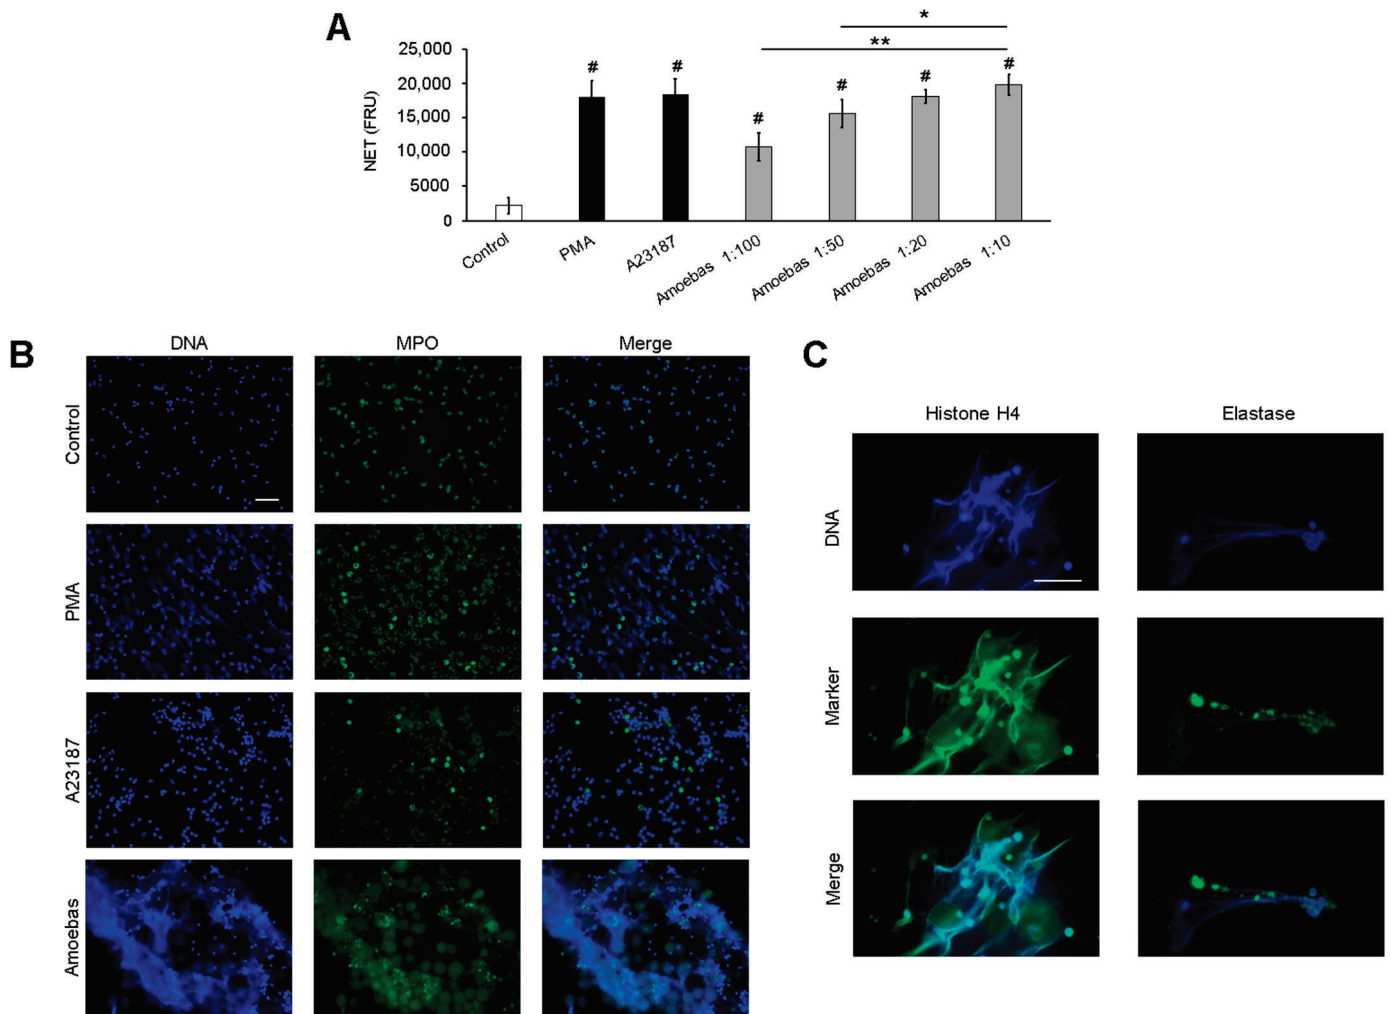 A
*
**
25,000
20,000
15,000
10,000
5000
0
NET (FRU)
#
#
#
#
#
#
Control
PMA
A23187
Amoebas 1:100
Amoebas 1:50
Amoebas 1:20
Amoebas 1:10
B
DNA
MPO
Merge
Control
PMA
A23187
Amoebas
C
Histone H4
Elastase
DNA
Marker
Merge